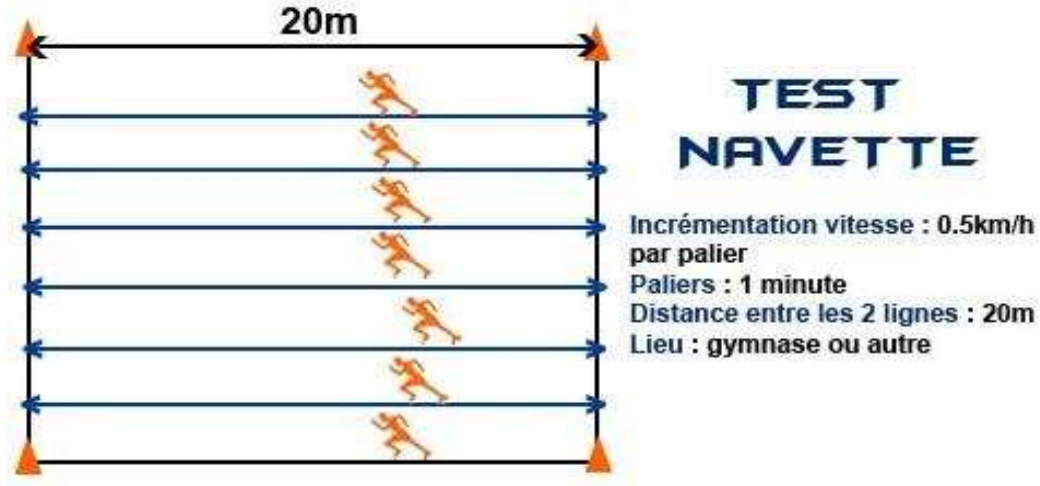 20m
TEST
NAVETTE
Incrémentation vitesse : 0.5km/h
par palier
Paliers : 1 minute
Distance entre les 2 lignes : 20m
Lieu : gymnase ou autre